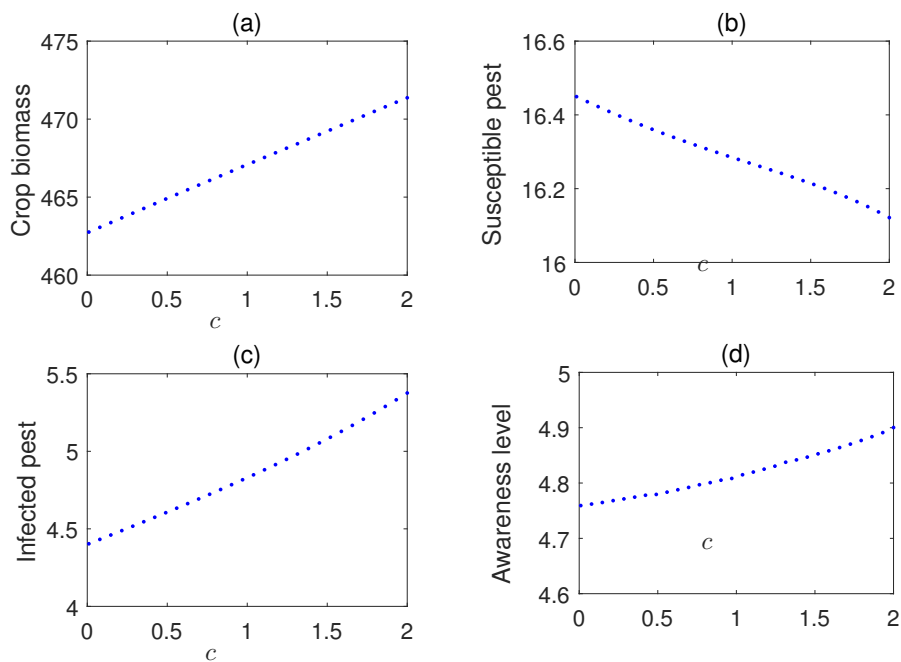 (a)
Crop biomass
475
470
465
460
0 0.5 1 1.5 2
c
(b)
Susceptible pest
16.6
16.4
16.2
16
0 0.5 1 1.5 2
c
(c)
Infected pest
5.5
5
4.5
4
0 0.5 1 1.5 2
c
(d)
Awareness level
5
4.9
4.8
4.7
4.6
0 0.5 1 1.5 2
c